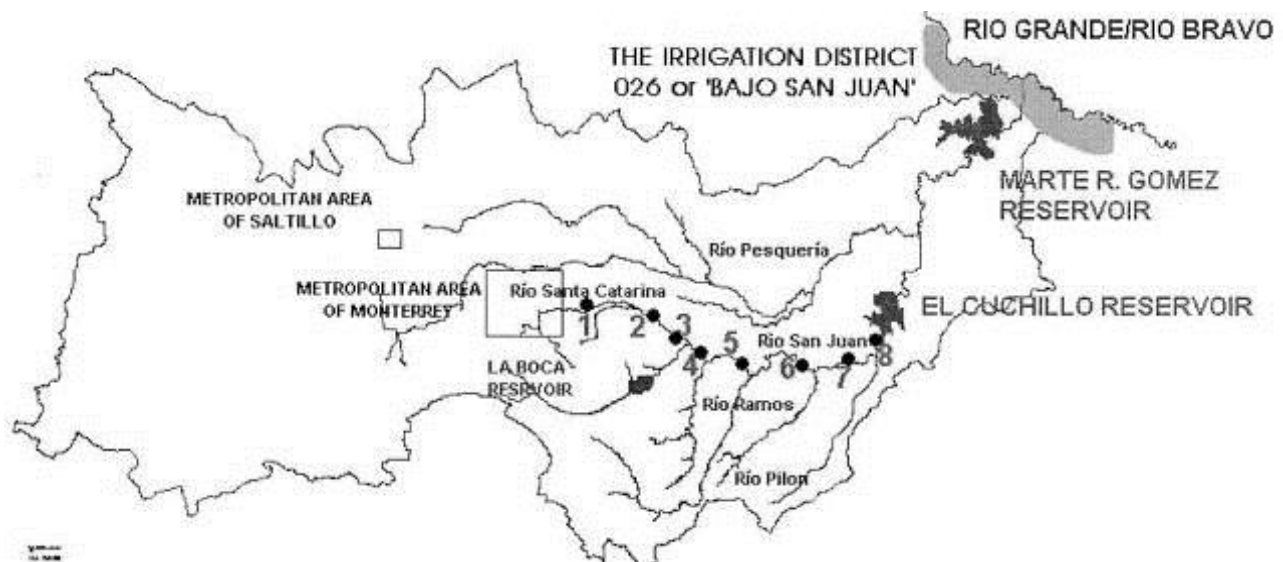 RIO GRANDE/RIO BRAVO
THE IRRIGATION DISTRICT
026 or 'BAJO SAN JUAN'
MARTE R. GOMEZ
RESERVOIR
METROPOLITAN AREA
OF SALTILLO
Río Pesquería
METROPOLITAN AREA
OF MONTERREY
Río Santa Catarina
EL CUCHILLO RESERVOIR
1
2
3
4
5
6
7
8
Rio San Juan
LA BOCA
RESRVOIR
Río Ramos
Río Pilon